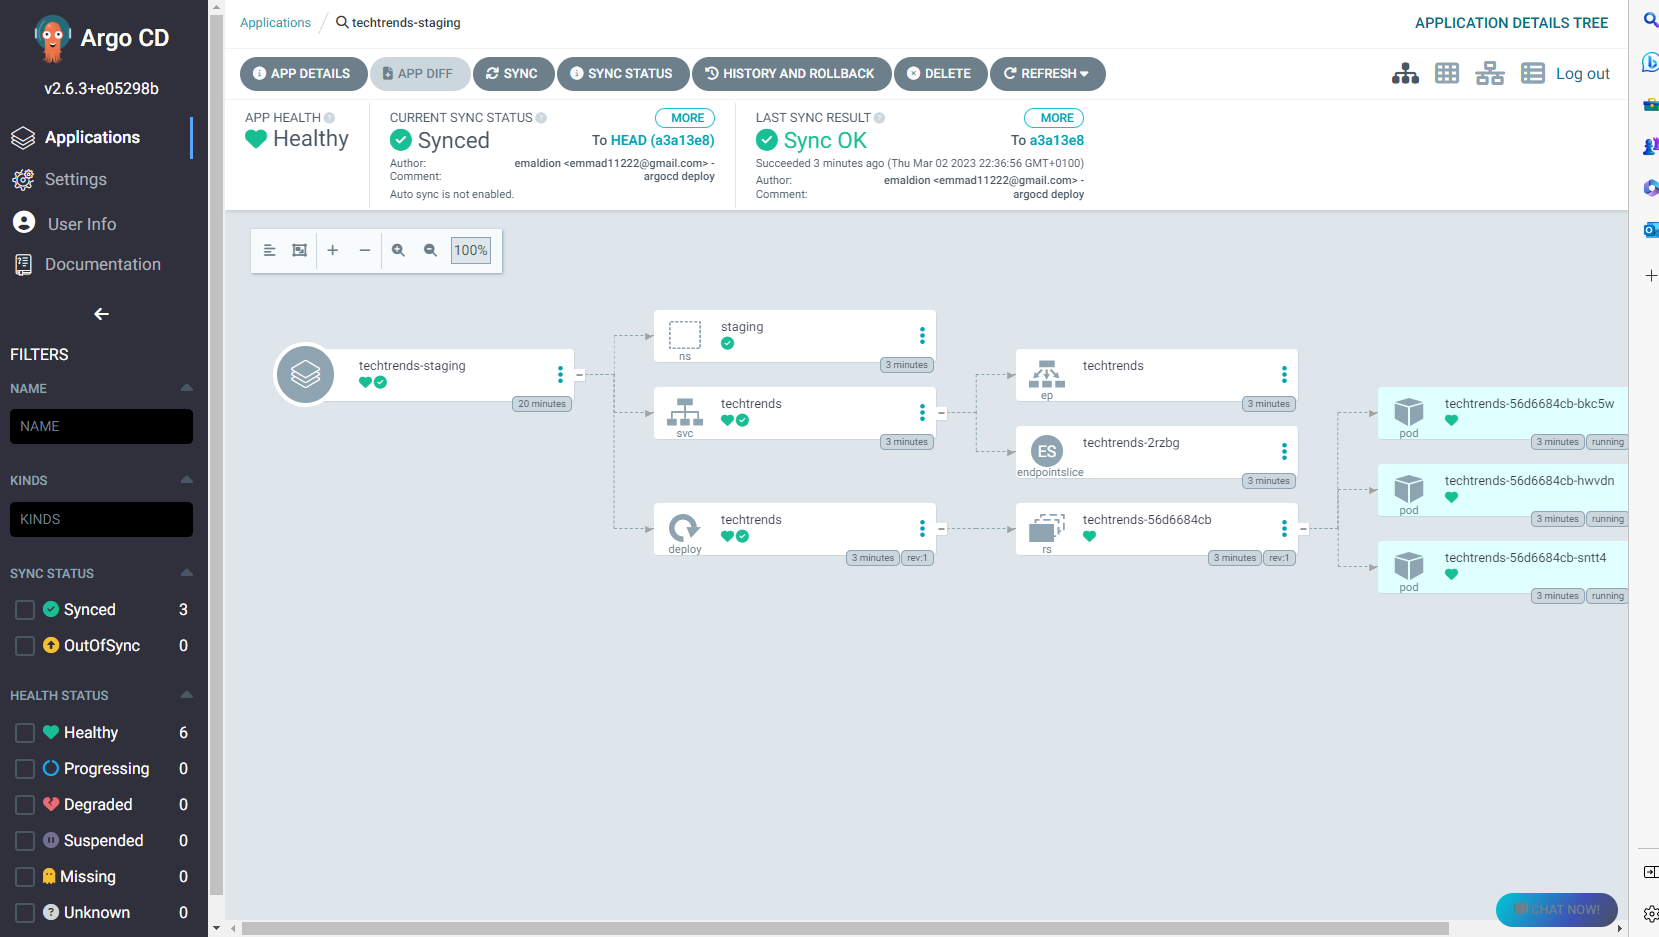 Argo CD
v2.6.3+e05298b
Applications
Settings
User Info
Documentation
FILTERS
NAME
NAME
KINDS
KINDS
SYNC STATUS
Synced 3
OutOfSync 0
HEALTH STATUS
Healthy 6
Progressing 0
Degraded 0
Suspended 0
Missing 0
Unknown 0
Applications / techtrends-staging
APPLICATION DETAILS TREE
APP DETAILS APP DIFF SYNC SYNC STATUS HISTORY AND ROLLBACK DELETE REFRESH
Log out
APP HEALTH
Healthy
CURRENT SYNC STATUS MORE
Synced To HEAD (a3a13e8)
Author: emaldion <emmad11222@gmail.com> -
Comment: argocd deploy
Auto sync is not enabled.
LAST SYNC RESULT MORE
Sync OK To a3a13e8
Succeeded 3 minutes ago (Thu Mar 02 2023 22:36:56 GMT+0100)
Author: emaldion <emmad11222@gmail.com> -
Comment: argocd deploy
100%
techtrends-staging
20 minutes
staging
ns
3 minutes
techtrends
svc
3 minutes
techtrends
deploy
3 minutes rev:1
techtrends
ep
3 minutes
ES
techtrends-2rzbg
endpointslice
3 minutes
techtrends-56d6684cb
rs
3 minutes rev:1
techtrends-56d6684cb-bkc5w
pod
3 minutes running
techtrends-56d6684cb-hwvdn
pod
3 minutes running
techtrends-56d6684cb-sntt4
pod
3 minutes running
CHAT NOW!